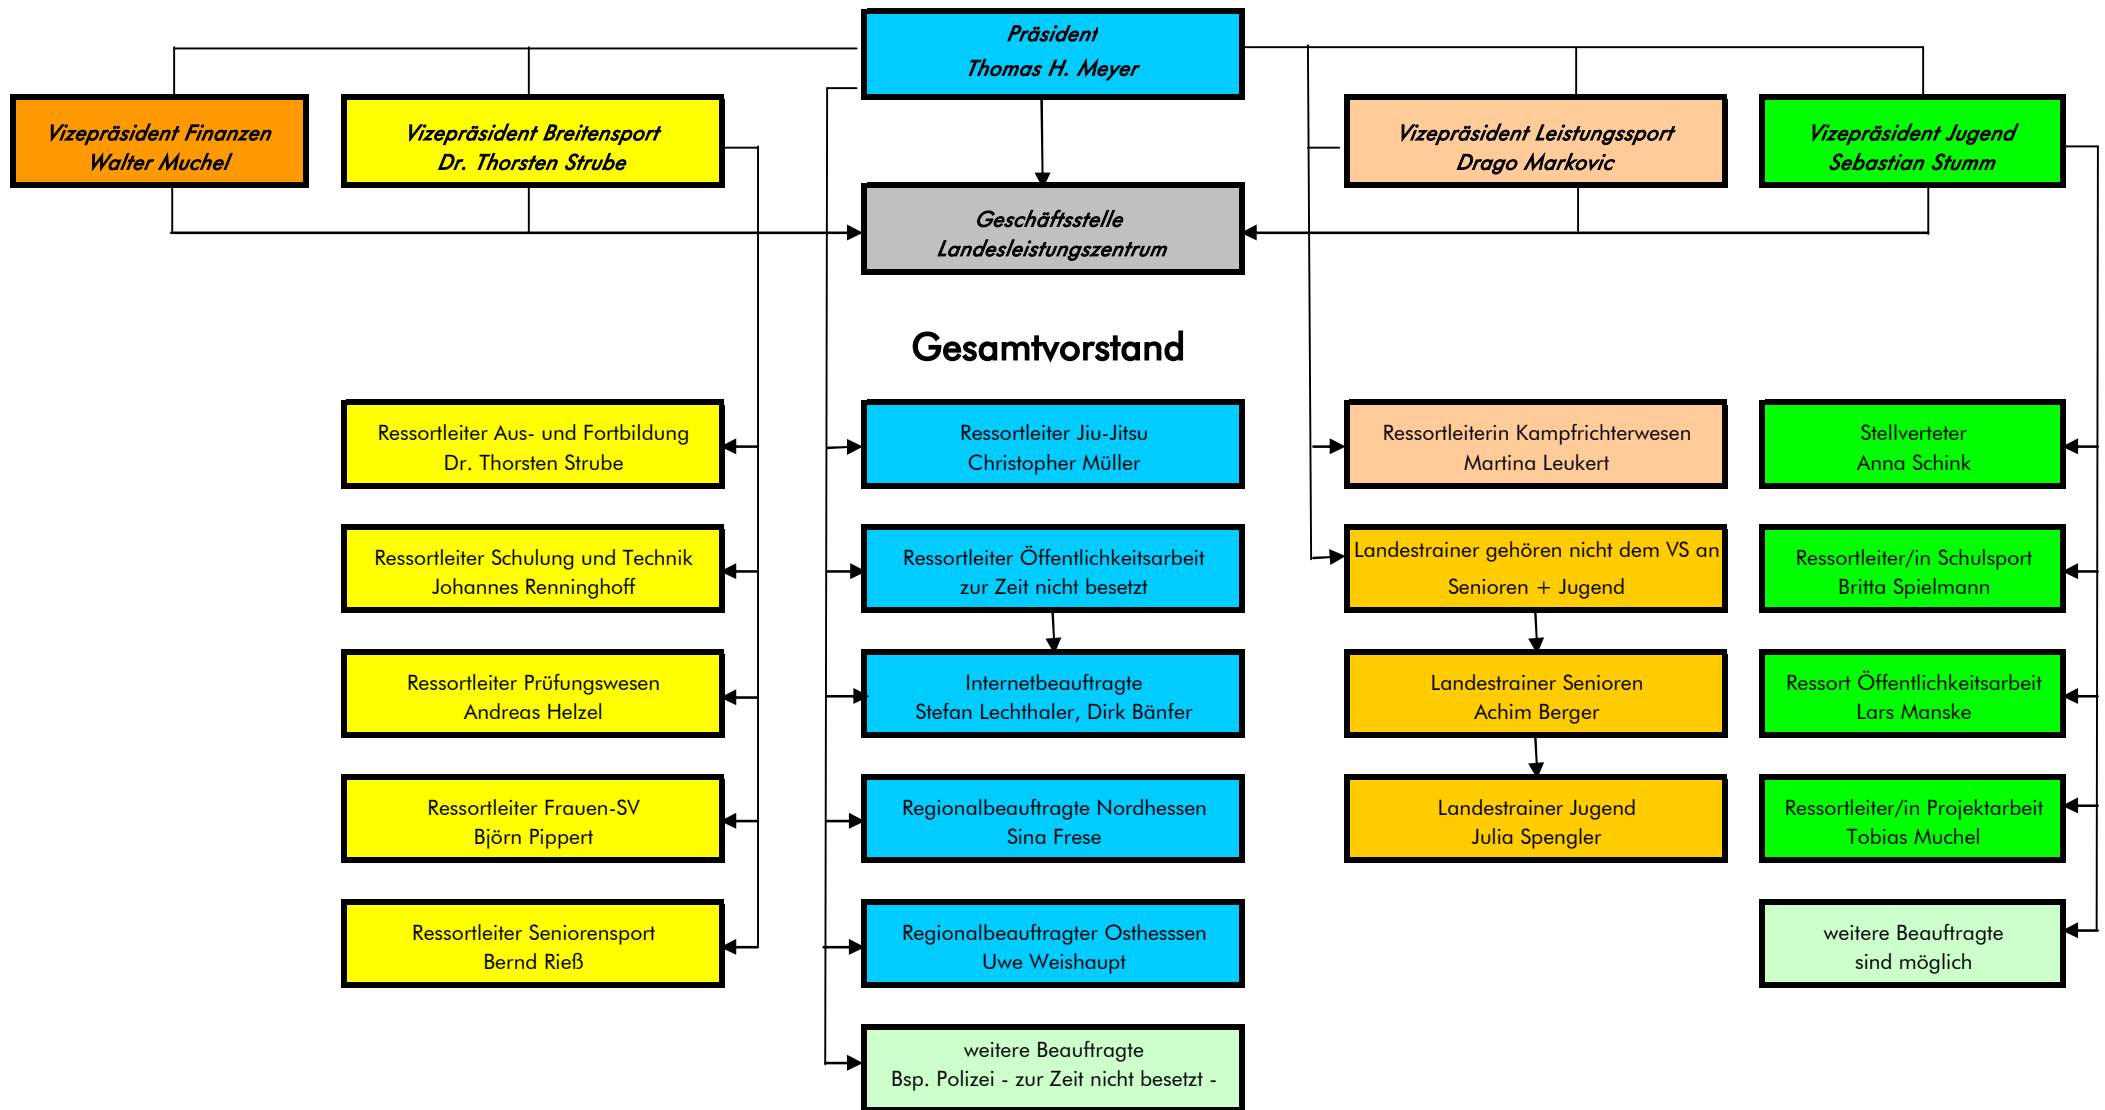 Präsident
Thomas H. Meyer
Vizepräsident Finanzen
Walter Muchel
Vizepräsident Breitensport
Dr. Thorsten Strube
Vizepräsident Leistungssport
Drago Markovic
Vizepräsident Jugend
Sebastian Stumm
Geschäftsstelle
Landesleistungszentrum
Gesamtvorstand
Ressortleiter Aus- und Fortbildung
Dr. Thorsten Strube
Ressortleiter Jiu-Jitsu
Christopher Müller
Ressortleiterin Kampfrichterwesen
Martina Leukert
Stellverteter
Anna Schink
Ressortleiter Schulung und Technik
Johannes Renninghoff
Ressortleiter Öffentlichkeitsarbeit
zur Zeit nicht besetzt
Landestrainer gehören nicht dem VS an
Senioren + Jugend
Ressortleiter/in Schulsport
Britta Spielmann
Ressortleiter Prüfungswesen
Andreas Helzel
Internetbeauftragte
Stefan Lechthaler, Dirk Bänfer
Landestrainer Senioren
Achim Berger
Ressort Öffentlichkeitsarbeit
Lars Manske
Ressortleiter Frauen-SV
Björn Pippert
Regionalbeauftragte Nordhessen
Sina Frese
Landestrainer Jugend
Julia Spengler
Ressortleiter/in Projektarbeit
Tobias Muchel
Ressortleiter Seniorensport
Bernd Rieß
Regionalbeauftragter Osthesssen
Uwe Weishaupt
weitere Beauftragte
sind möglich
weitere Beauftragte
Bsp. Polizei - zur Zeit nicht besetzt -